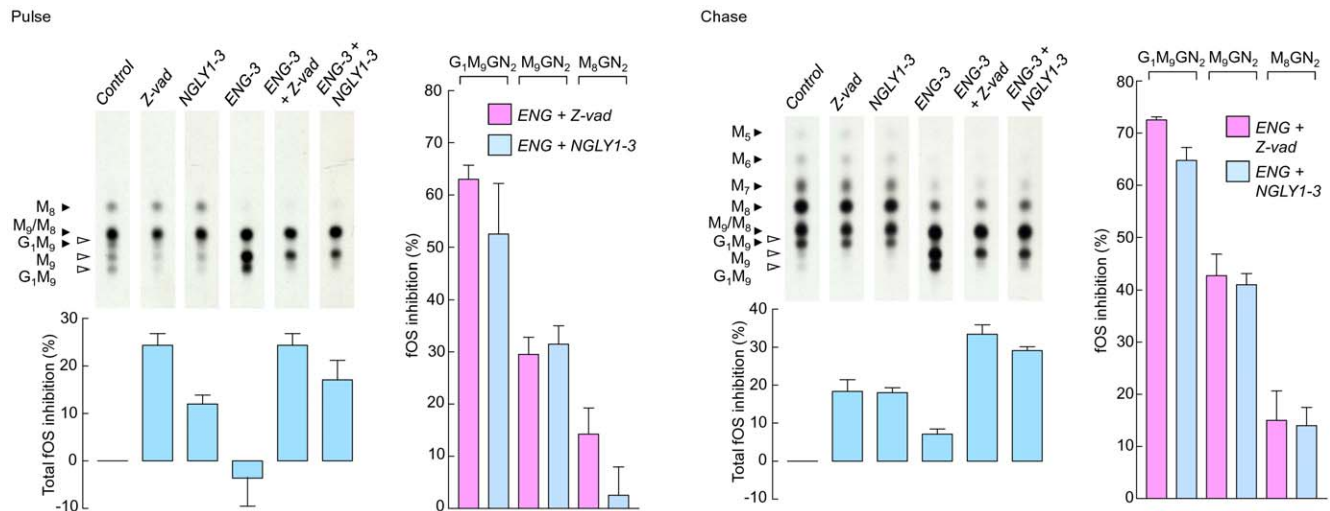 Pulse
Control
Z-vad
NGLY1-3
ENG-3
ENG-3
+ Z-vad
ENG-3 +
NGLY1-3
M₈
M₉/M₈
G₁M₉
M₉
G₁M₉
Total fOS inhibition (%)
30
20
10
0
-10
G₁M₉GN₂ M₉GN₂ M₈GN₂
ENG + Z-vad
ENG + NGLY1-3
fOS inhibition (%)
80
70
60
50
40
30
20
10
0
Chase
Control
Z-vad
NGLY1-3
ENG-3
ENG-3
+ Z-vad
ENG-3 +
NGLY1-3
M₅
M₆
M₇
M₈
M₉/M₈
G₁M₉
M₉
G₁M₉
Total fOS inhibition (%)
40
30
20
10
0
-10
G₁M₉GN₂ M₉GN₂ M₈GN₂
ENG +
Z-vad
ENG +
NGLY1-3
fOS inhibition (%)
80
70
60
50
40
30
20
10
0